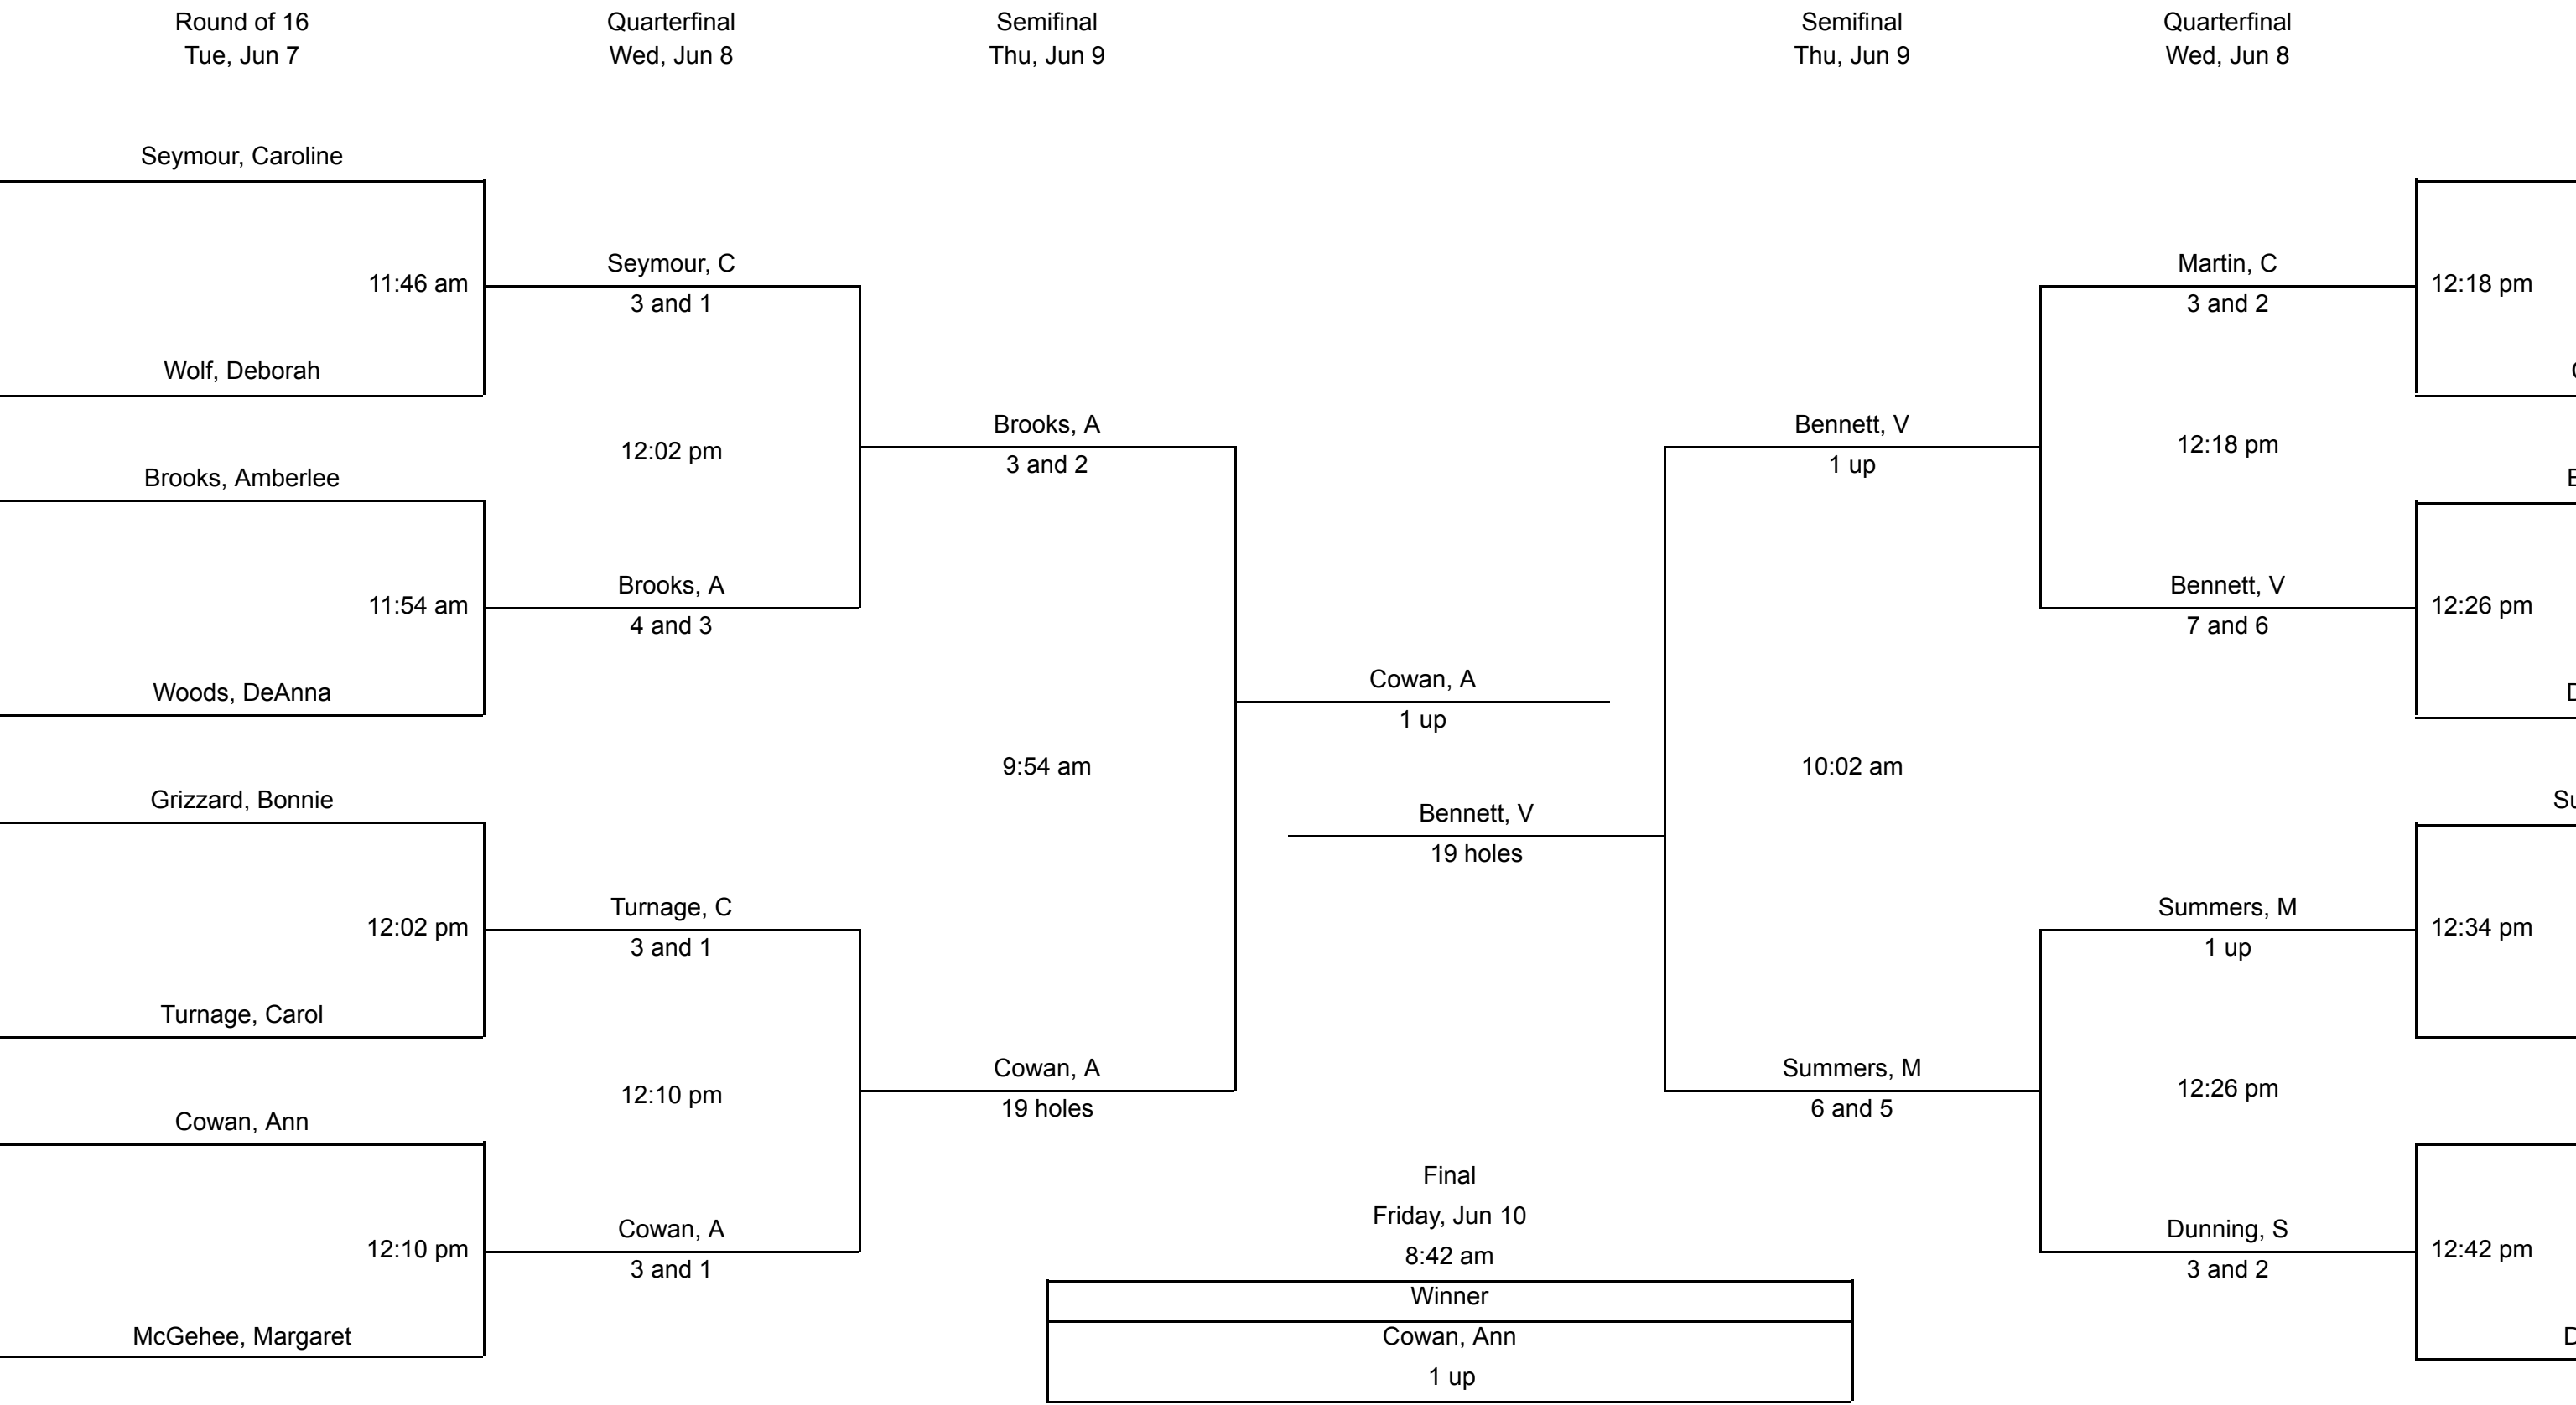 Round of 16
Tue, Jun 7
Quarterfinal
Wed, Jun 8
Semifinal
Thu, Jun 9
Semifinal
Thu, Jun 9
Quarterfinal
Wed, Jun 8
Seymour, Caroline
11:46 am
Wolf, Deborah
Brooks, Amberlee
11:54 am
Woods, DeAnna
Grizzard, Bonnie
12:02 pm
Turnage, Carol
Cowan, Ann
12:10 pm
McGehee, Margaret
Seymour, C
3 and 1
12:02 pm
Brooks, A
4 and 3
Turnage, C
3 and 1
12:10 pm
Cowan, A
3 and 1
Brooks, A
3 and 2
9:54 am
Cowan, A
19 holes
Cowan, A
1 up
Bennett, V
19 holes
Final
Friday, Jun 10
8:42 am
Winner
Cowan, Ann
1 up
Bennett, V
1 up
10:02 am
Summers, M
6 and 5
Martin, C
3 and 2
12:18 pm
Bennett, V
7 and 6
Summers, M
1 up
12:26 pm
Dunning, S
3 and 2
12:18 pm
12:26 pm
12:34 pm
12:42 pm